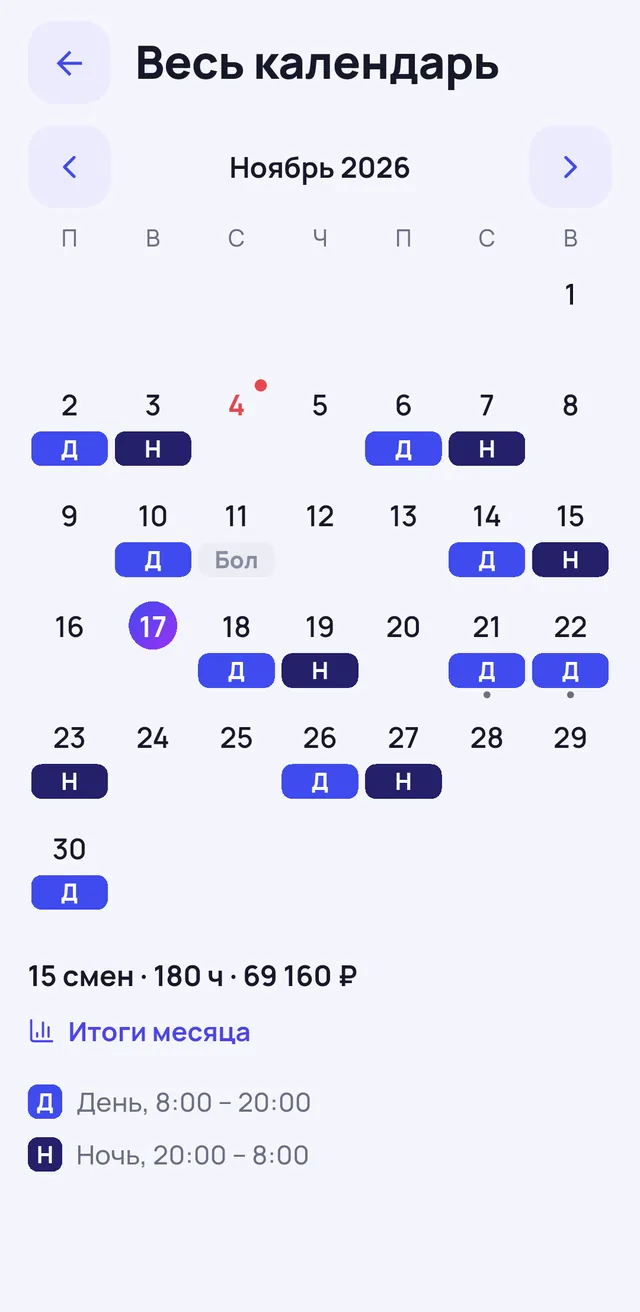 Весь календарь
Ноябрь 2026
П В С Ч П С В
1
2 3 4 5 6 7 8
Д Н Д Н
9 10 11 12 13 14 15
Д Бол Д Н
16 17 18 19 20 21 22
Д Н Д Д
23 24 25 26 27 28 29
Н Д Н
30
Д
15 смен · 180 ч · 69 160 ₽
Итоги месяца
Д День, 8:00 – 20:00
Н Ночь, 20:00 – 8:00